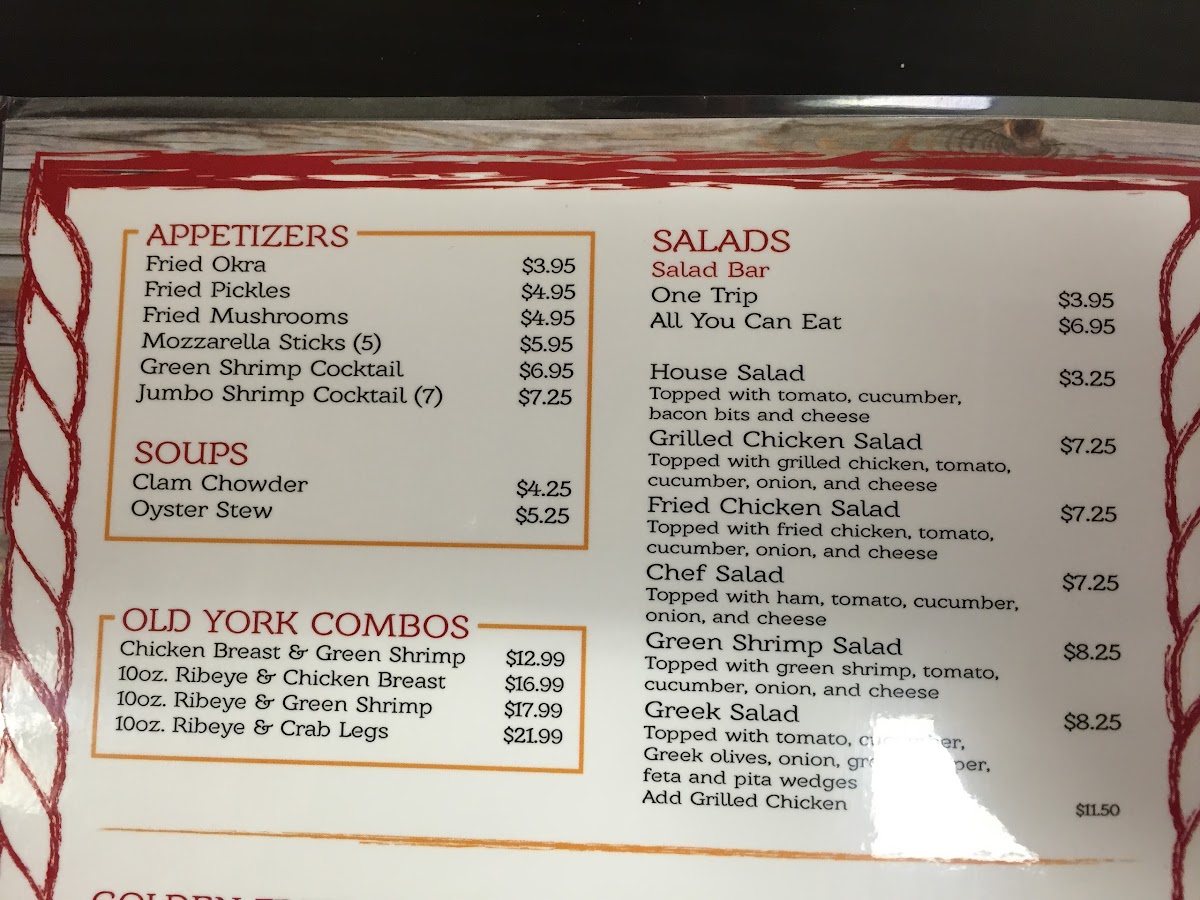 APPETIZERS
Fried Okra $3.95
Fried Pickles $4.95
Fried Mushrooms $4.95
Mozzarella Sticks (5) $5.95
Green Shrimp Cocktail $6.95
Jumbo Shrimp Cocktail (7) $7.25
SOUPS
Clam Chowder $4.25
Oyster Stew $5.25
OLD YORK COMBOS
Chicken Breast & Green Shrimp $12.99
10oz. Ribeye & Chicken Breast $16.99
10oz. Ribeye & Green Shrimp $17.99
10oz. Ribeye & Crab Legs $21.99
SALADS
Salad Bar
One Trip $3.95
All You Can Eat $6.95
House Salad $3.25
Topped with tomato, cucumber,
bacon bits and cheese
Grilled Chicken Salad $7.25
Topped with grilled chicken, tomato,
cucumber, onion, and cheese
Fried Chicken Salad $7.25
Topped with fried chicken, tomato,
cucumber, onion, and cheese
Chef Salad $7.25
Topped with ham, tomato, cucumber,
onion, and cheese
Green Shrimp Salad $8.25
Topped with green shrimp, tomato,
cucumber, onion, and cheese
Greek Salad $8.25
Topped with tomato,
Greek olives, onion,
feta and pita wedges
Add Grilled Chicken $11.50
GOLDEN